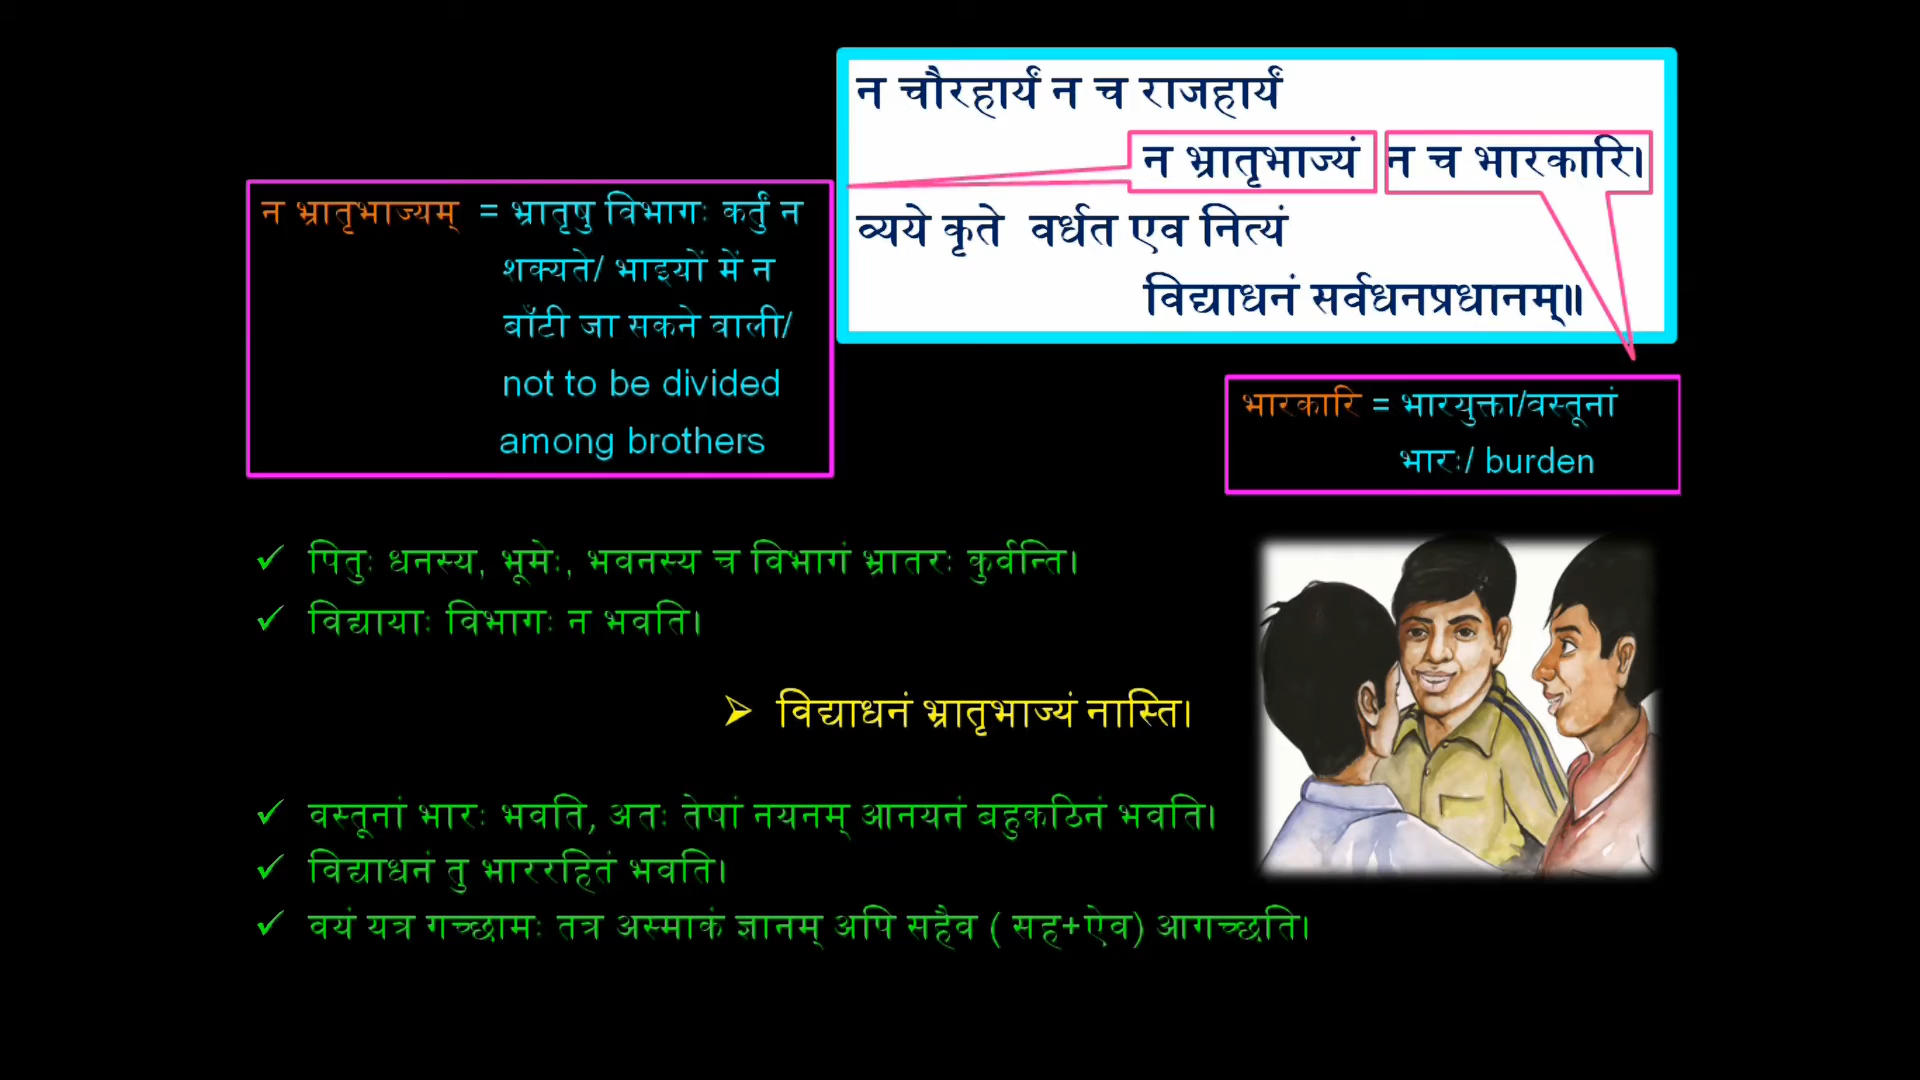 न चौरहार्यं न च राजहार्यं
न भ्रातृभाज्यं न च भारकारि।
व्यये कृते वर्धत एव नित्यं
विद्याधनं सर्वधनप्रधानम्॥
न भ्रातृभाज्यम् = भ्रातृषु विभागः कर्तुं न
शक्यते/ भाइयों में न
बाँटी जा सकने वाली/
not to be divided
among brothers
भारकारि = भारयुक्ता/वस्तूनां
भारः/ burden
✓ पितुः धनस्य, भूमेः, भवनस्य च विभागं भ्रातरः कुर्वन्ति।
✓ विद्यायाः विभागः न भवति।
➢ विद्याधनं भ्रातृभाज्यं नास्ति।
✓ वस्तूनां भारः भवति, अतः तेषां नयनम् आनयनं बहुकठिनं भवति।
✓ विद्याधनं तु भाररहितं भवति।
✓ वयं यत्र गच्छामः तत्र अस्माकं ज्ञानम् अपि सहैव ( सह+ऐव) आगच्छति।